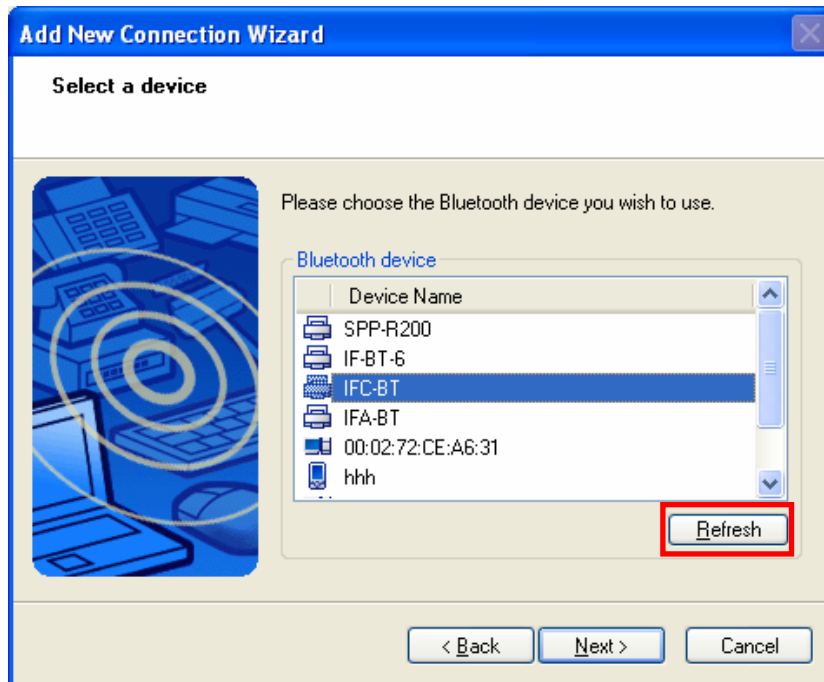 Add New Connection Wizard
Select a device
Please choose the Bluetooth device you wish to use.
Bluetooth device
Device Name
SPP-R200
IF-BT-6
IFC-BT
IFA-BT
00:02:72:CE:A6:31
hhh
Refresh
< Back Next > Cancel